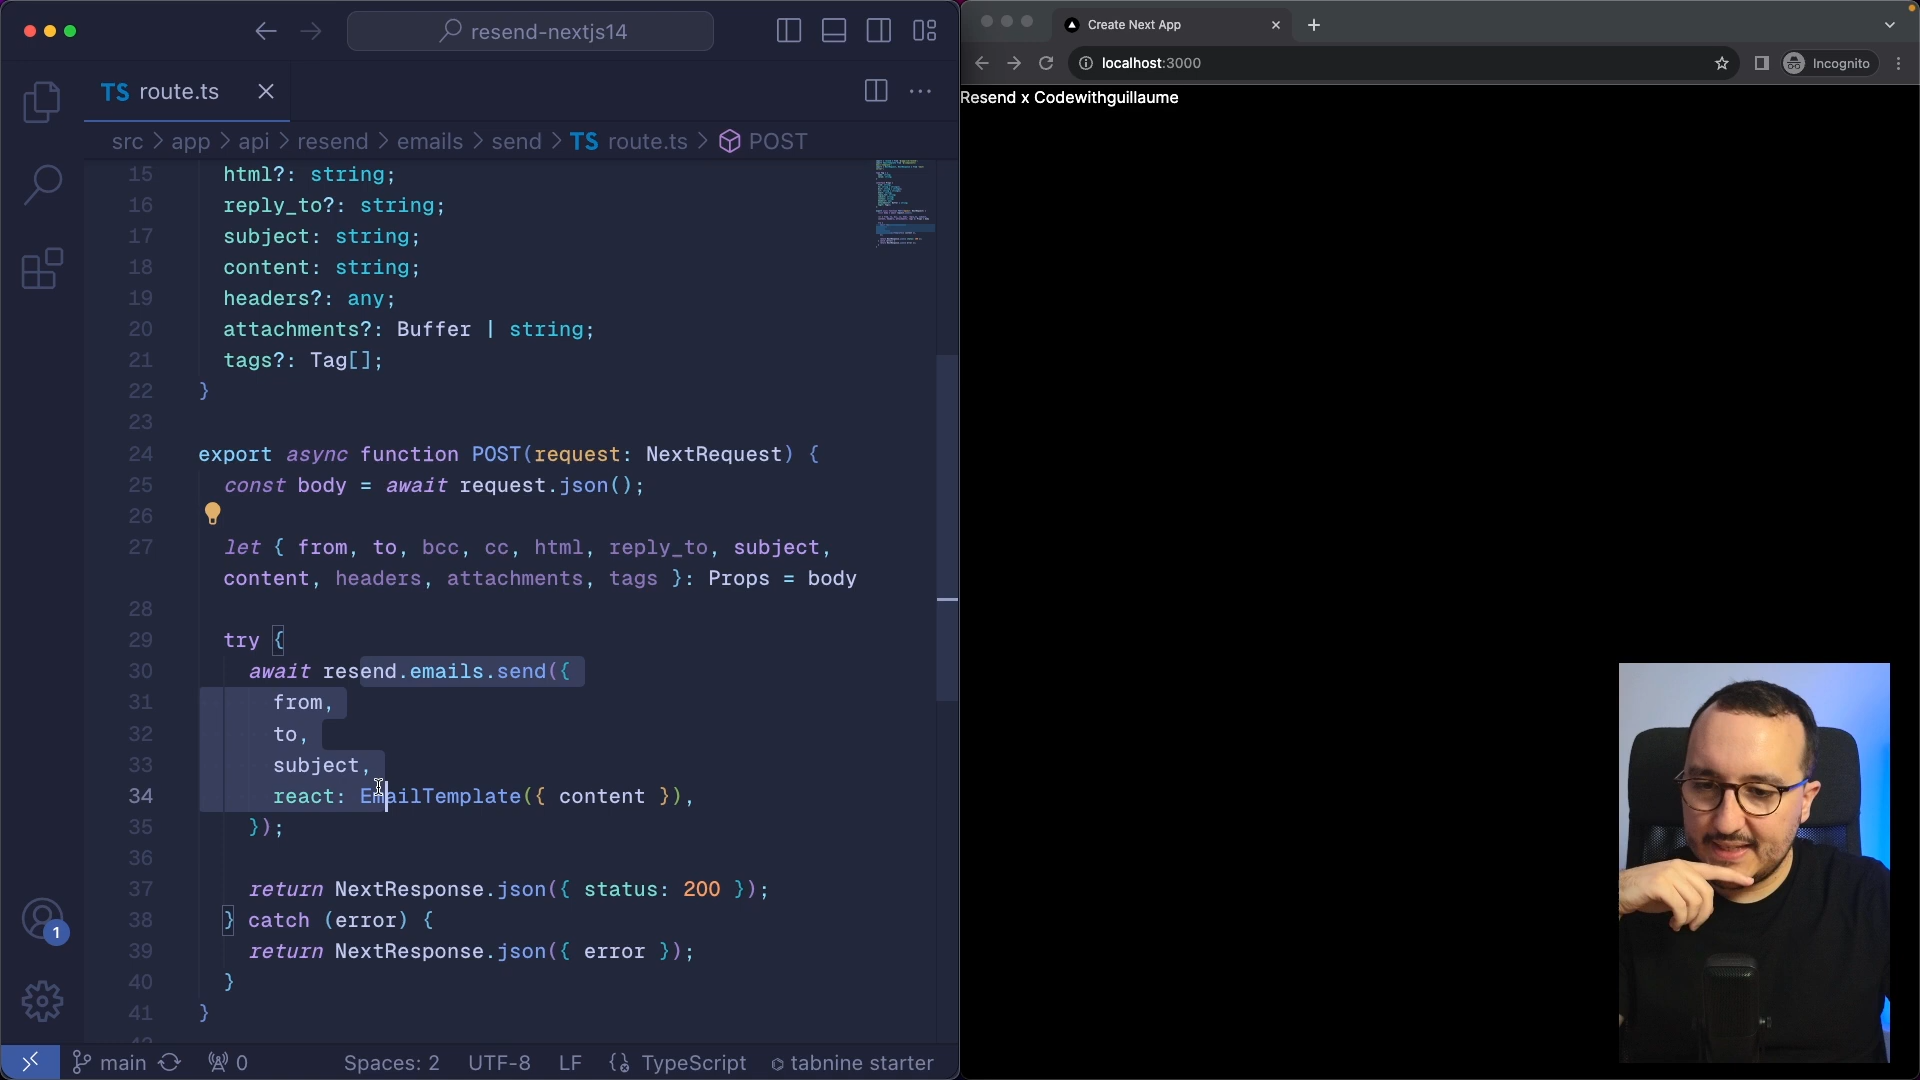 resend-nextjs14
TS route.ts
src > app > api > resend > emails > send > TS route.ts > POST
15 html?: string;
16 reply_to?: string;
17 subject: string;
18 content: string;
19 headers?: any;
20 attachments?: Buffer | string;
21 tags?: Tag[];
22 }
23
24 export async function POST(request: NextRequest) {
25 const body = await request.json();
26
27 let { from, to, bcc, cc, html, reply_to, subject,
content, headers, attachments, tags }: Props = body
28
29 try {
30 await resend.emails.send({
31 from,
32 to,
33 subject,
34 react: EmailTemplate({ content }),
35 });
36
37 return NextResponse.json({ status: 200 });
38 } catch (error) {
39 return NextResponse.json({ error });
40 }
41 }
1
main 0 Spaces: 2 UTF-8 LF {} TypeScript tabnine starter
Create Next App
localhost:3000
Incognito
Resend x Codewithguillaume